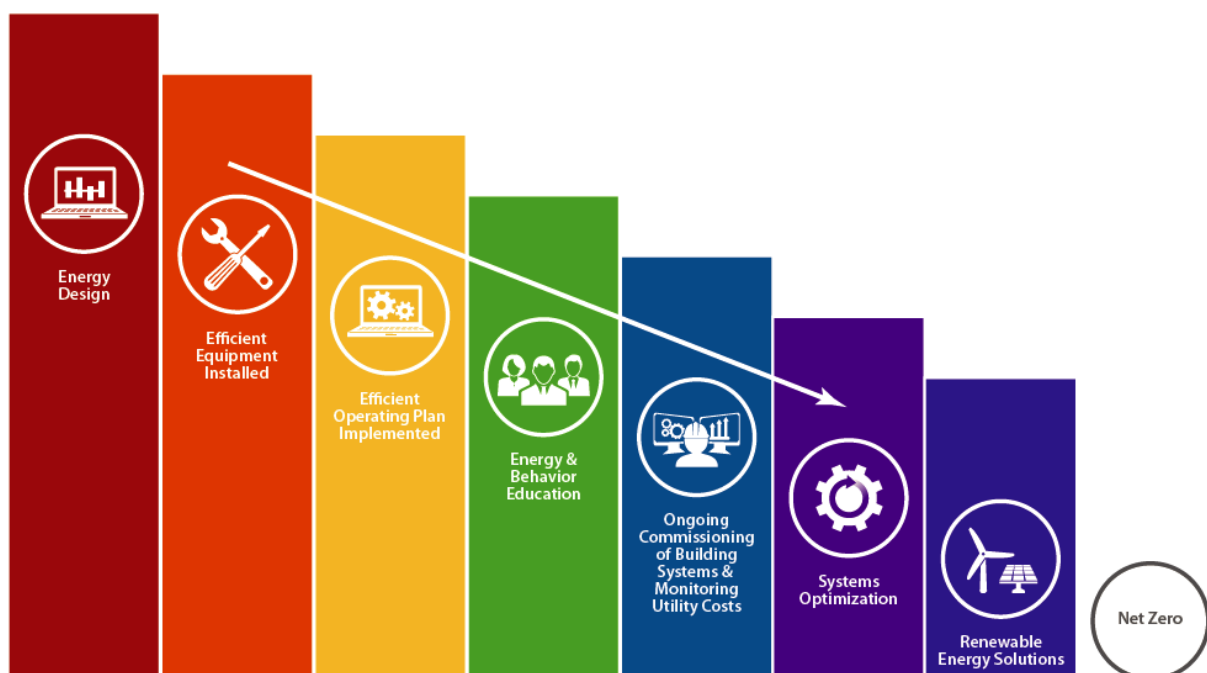 Energy
Design
Efficient
Equipment
Installed
Efficient
Operating Plan
Implemented
Energy &
Behavior
Education
Ongoing
Commissioning
of Building
Systems &
Monitoring
Utility Costs
Systems
Optimization
Renewable
Energy Solutions
Net Zero